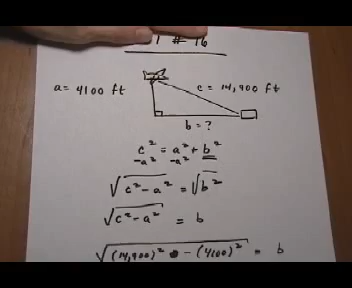 # 16
a = 4100 ft
c = 14,900 ft
b = ?
c² = a² + b²
-a² -a²
√c² - a² = √b²
√c² - a² = b
√(14,900)² - (4100)² = b